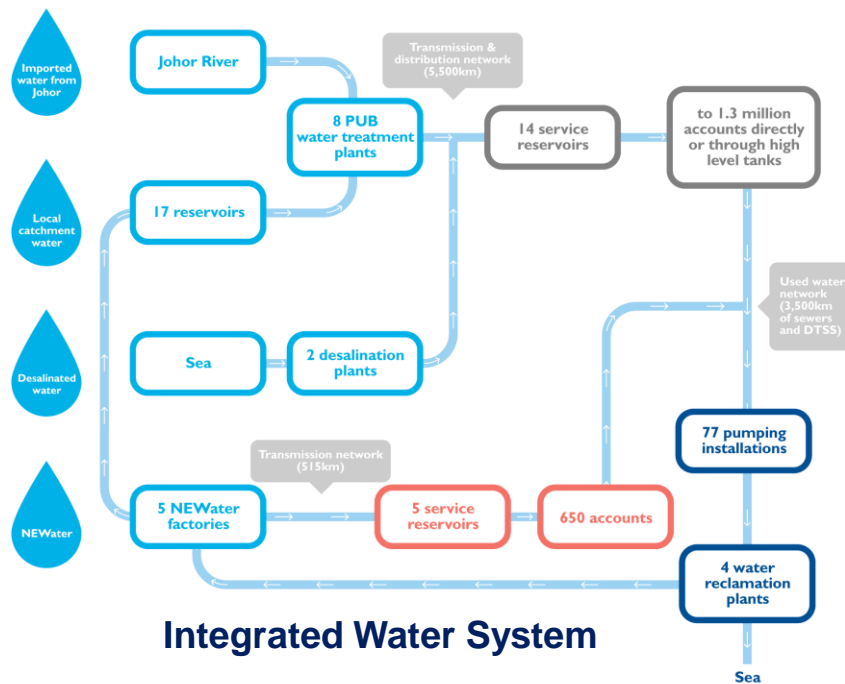 Imported
water from
Johor
Johor River
Transmission &
distribution network
(5,500km)
8 PUB
water treatment
plants
14 service
reservoirs
to 1.3 million
accounts directly
or through high
level tanks
Local
catchment
water
17 reservoirs
Used water
network
(3,500km
of sewers
and DTSS)
Desalinated
water
Sea
2 desalination
plants
77 pumping
installations
Transmission network
(515km)
NEWater
5 NEWater
factories
5 service
reservoirs
650 accounts
4 water
reclamation
plants
Integrated Water System
Sea